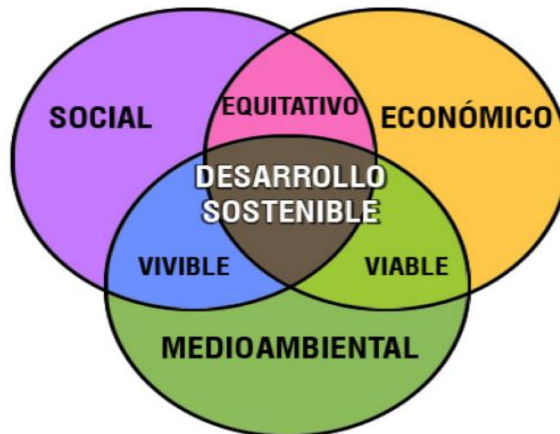 SOCIAL
EQUITATIVO
ECONÓMICO
DESARROLLO
SOSTENIBLE
VIVIBLE
VIABLE
MEDIOAMBIENTAL